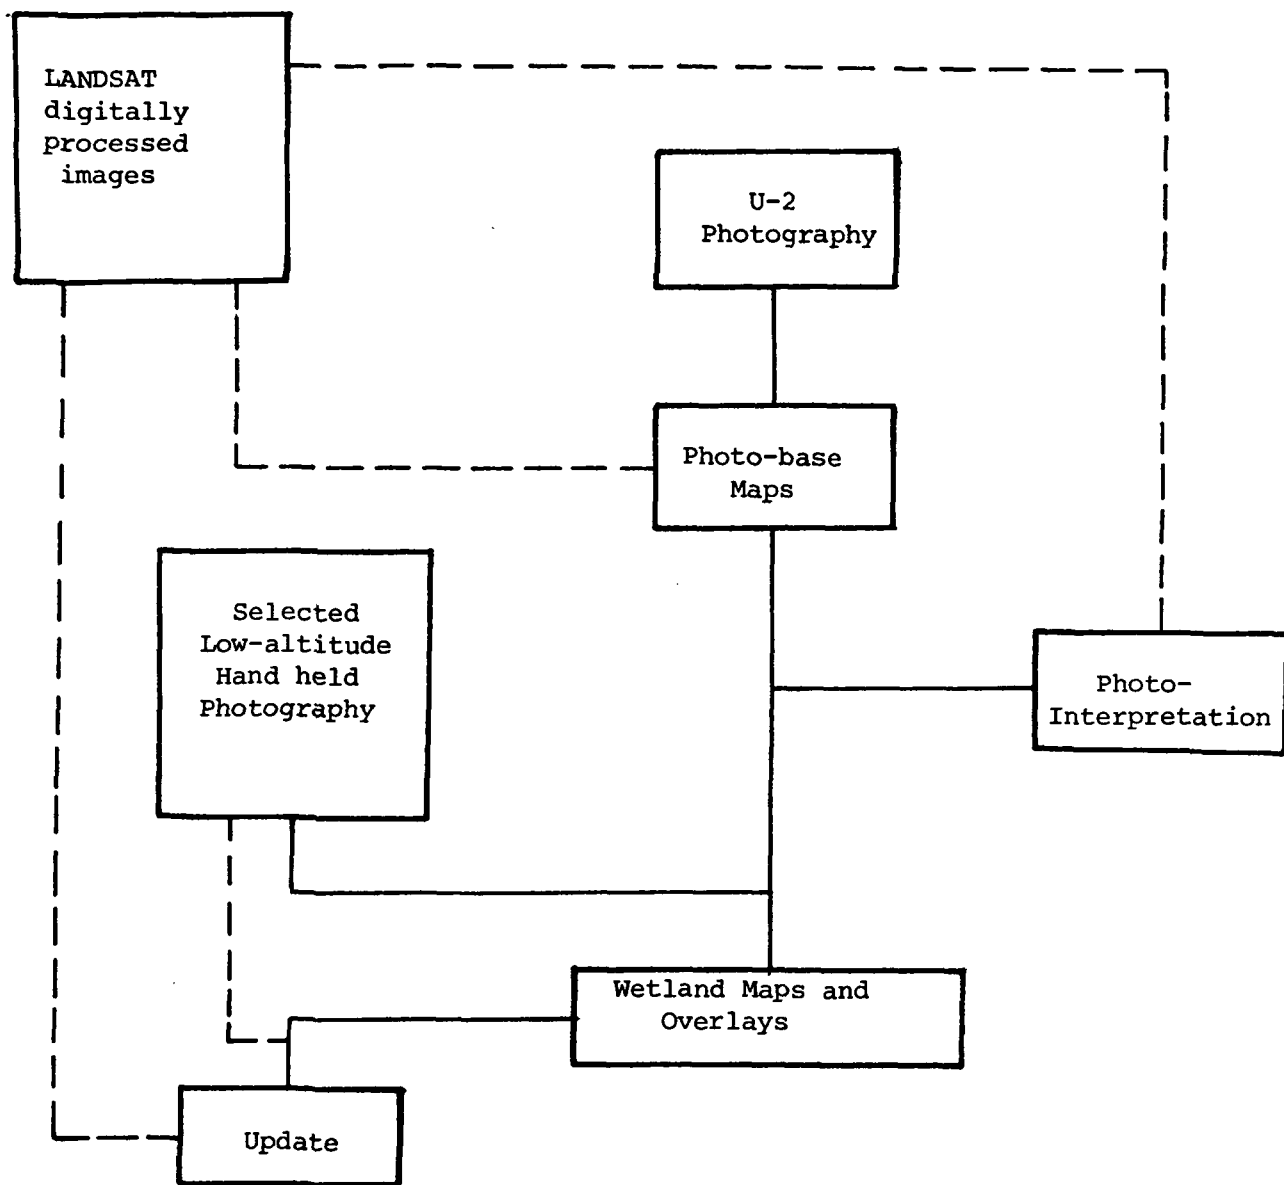 LANDSAT
digitally
processed
images
U-2
Photography
Photo-base
Maps
Selected
Low-altitude
Hand held
Photography
Photo-
Interpretation
Wetland Maps and
Overlays
Update